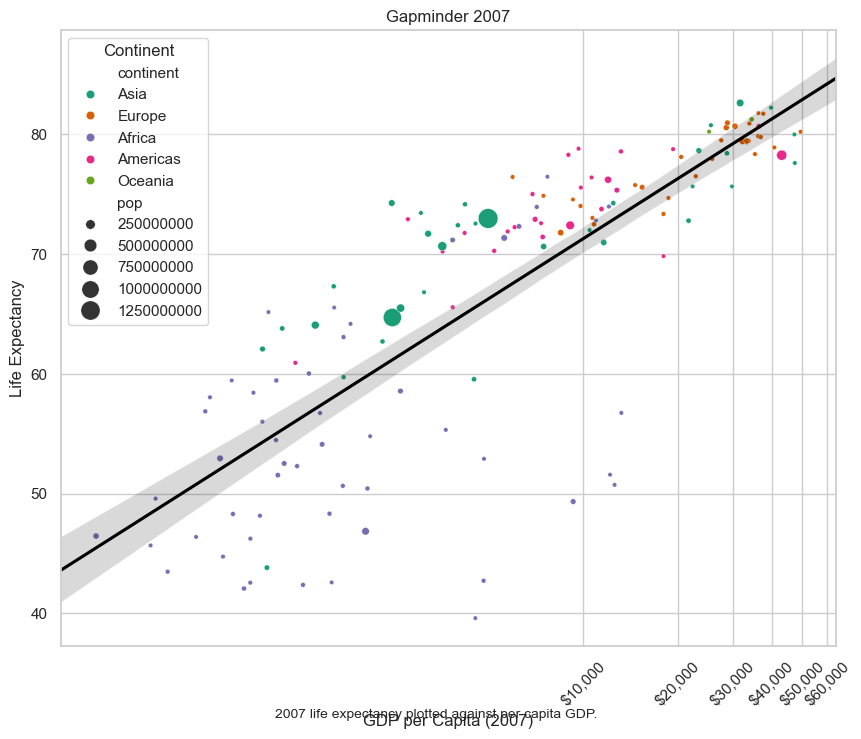 Gapminder 2007
Continent
continent
Asia
Europe
Africa
Americas
Oceania
pop
250000000
500000000
750000000
1000000000
1250000000
Life Expectancy
80
70
60
50
40
$10,000
$20,000
$30,000
$40,000
$50,000
$60,000
2007 life expectancy plotted against per-capita GDP.
GDP per Capita (2007)